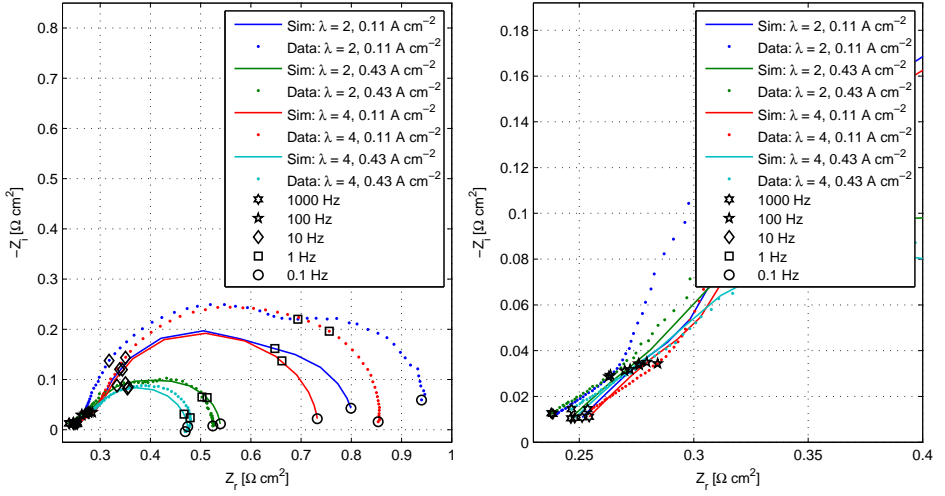 0.8
0.7
0.6
0.5
0.4
0.3
0.2
0.1
0
−Z_i [Ω cm²]
0.3 0.4 0.5 0.6 0.7 0.8 0.9 1
Z_r [Ω cm²]
Sim: λ = 2, 0.11 A cm⁻²
Data: λ = 2, 0.11 A cm⁻²
Sim: λ = 2, 0.43 A cm⁻²
Data: λ = 2, 0.43 A cm⁻²
Sim: λ = 4, 0.11 A cm⁻²
Data: λ = 4, 0.11 A cm⁻²
Sim: λ = 4, 0.43 A cm⁻²
Data: λ = 4, 0.43 A cm⁻²
1000 Hz
100 Hz
10 Hz
1 Hz
0.1 Hz
0.18
0.16
0.14
0.12
0.1
0.08
0.06
0.04
0.02
0
−Z_i [Ω cm²]
0.25 0.3 0.35 0.4
Z_r [Ω cm²]
Sim: λ = 2, 0.11 A cm⁻²
Data: λ = 2, 0.11 A cm⁻²
Sim: λ = 2, 0.43 A cm⁻²
Data: λ = 2, 0.43 A cm⁻²
Sim: λ = 4, 0.11 A cm⁻²
Data: λ = 4, 0.11 A cm⁻²
Sim: λ = 4, 0.43 A cm⁻²
Data: λ = 4, 0.43 A cm⁻²
1000 Hz
100 Hz
10 Hz
1 Hz
0.1 Hz